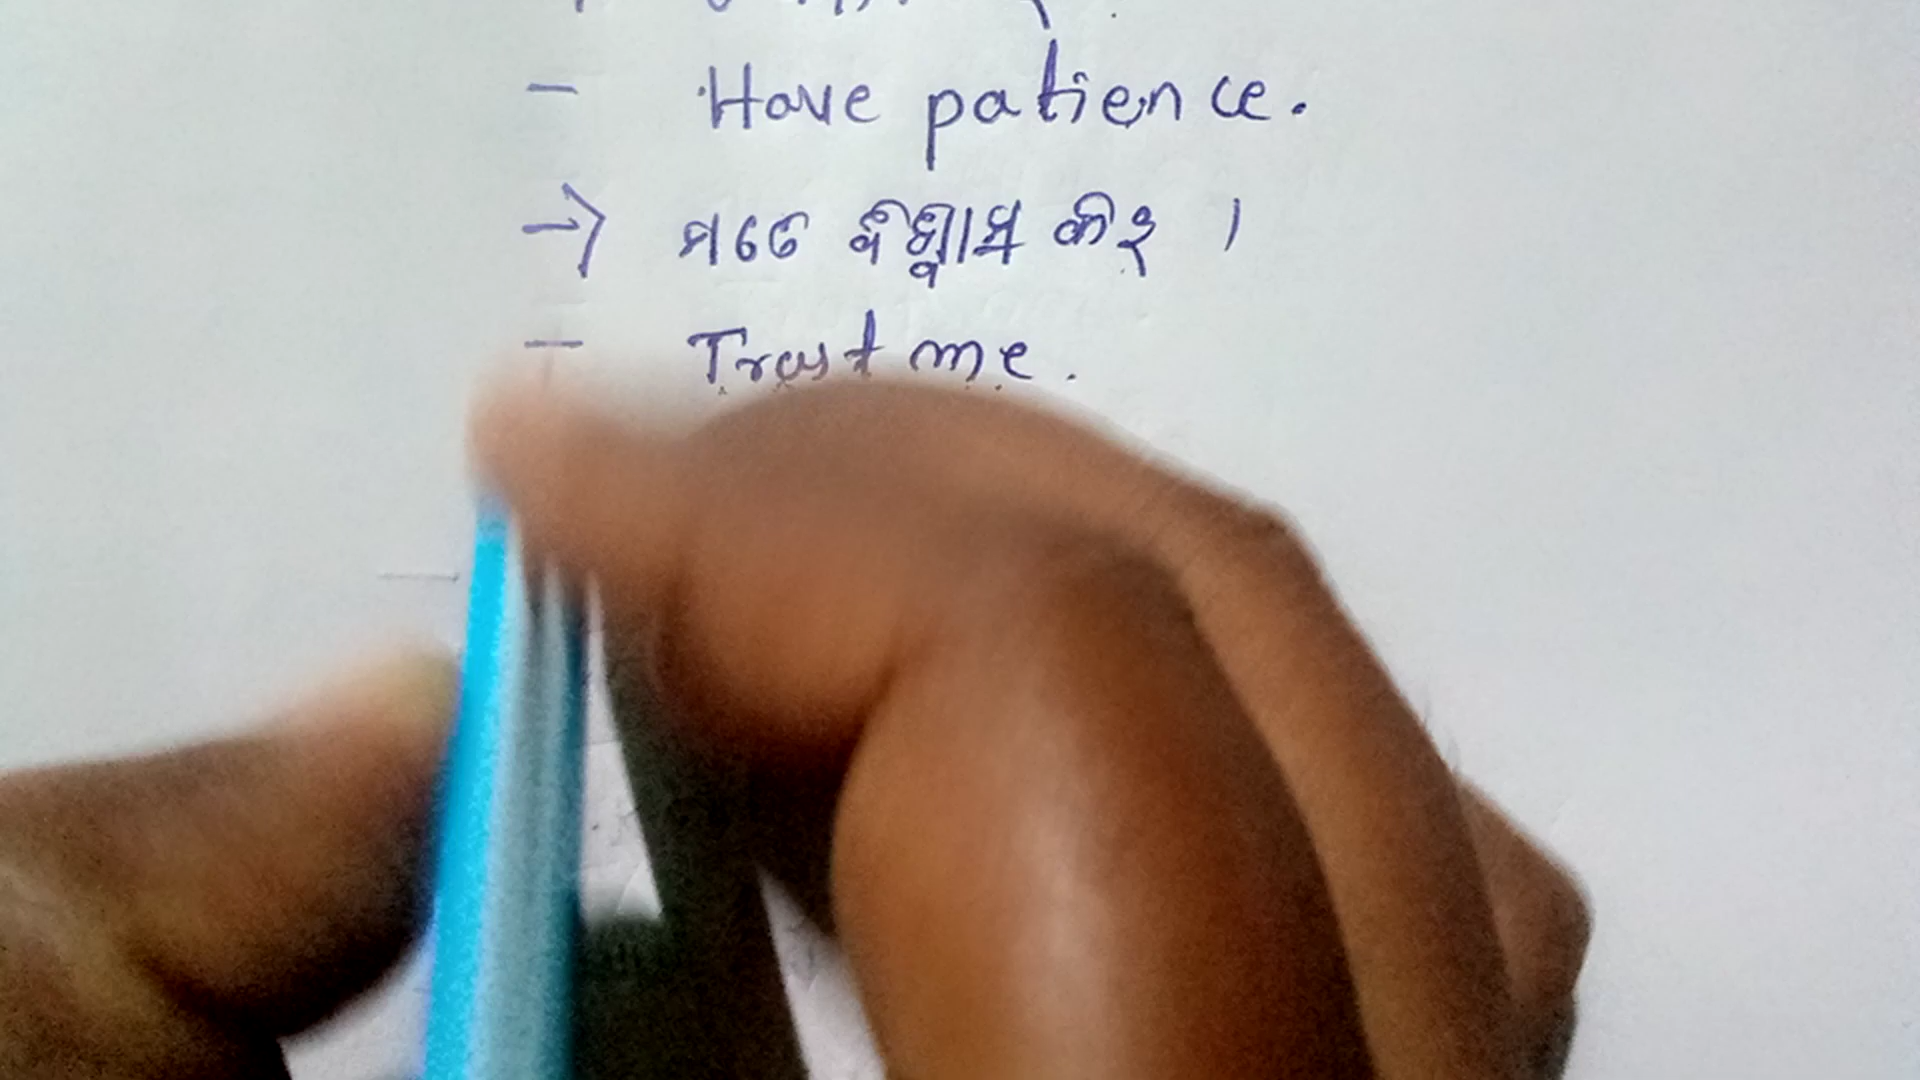 - Have patience.
→ ମତେ ବିଶ୍ୱାସ କର ।
- Trust me.